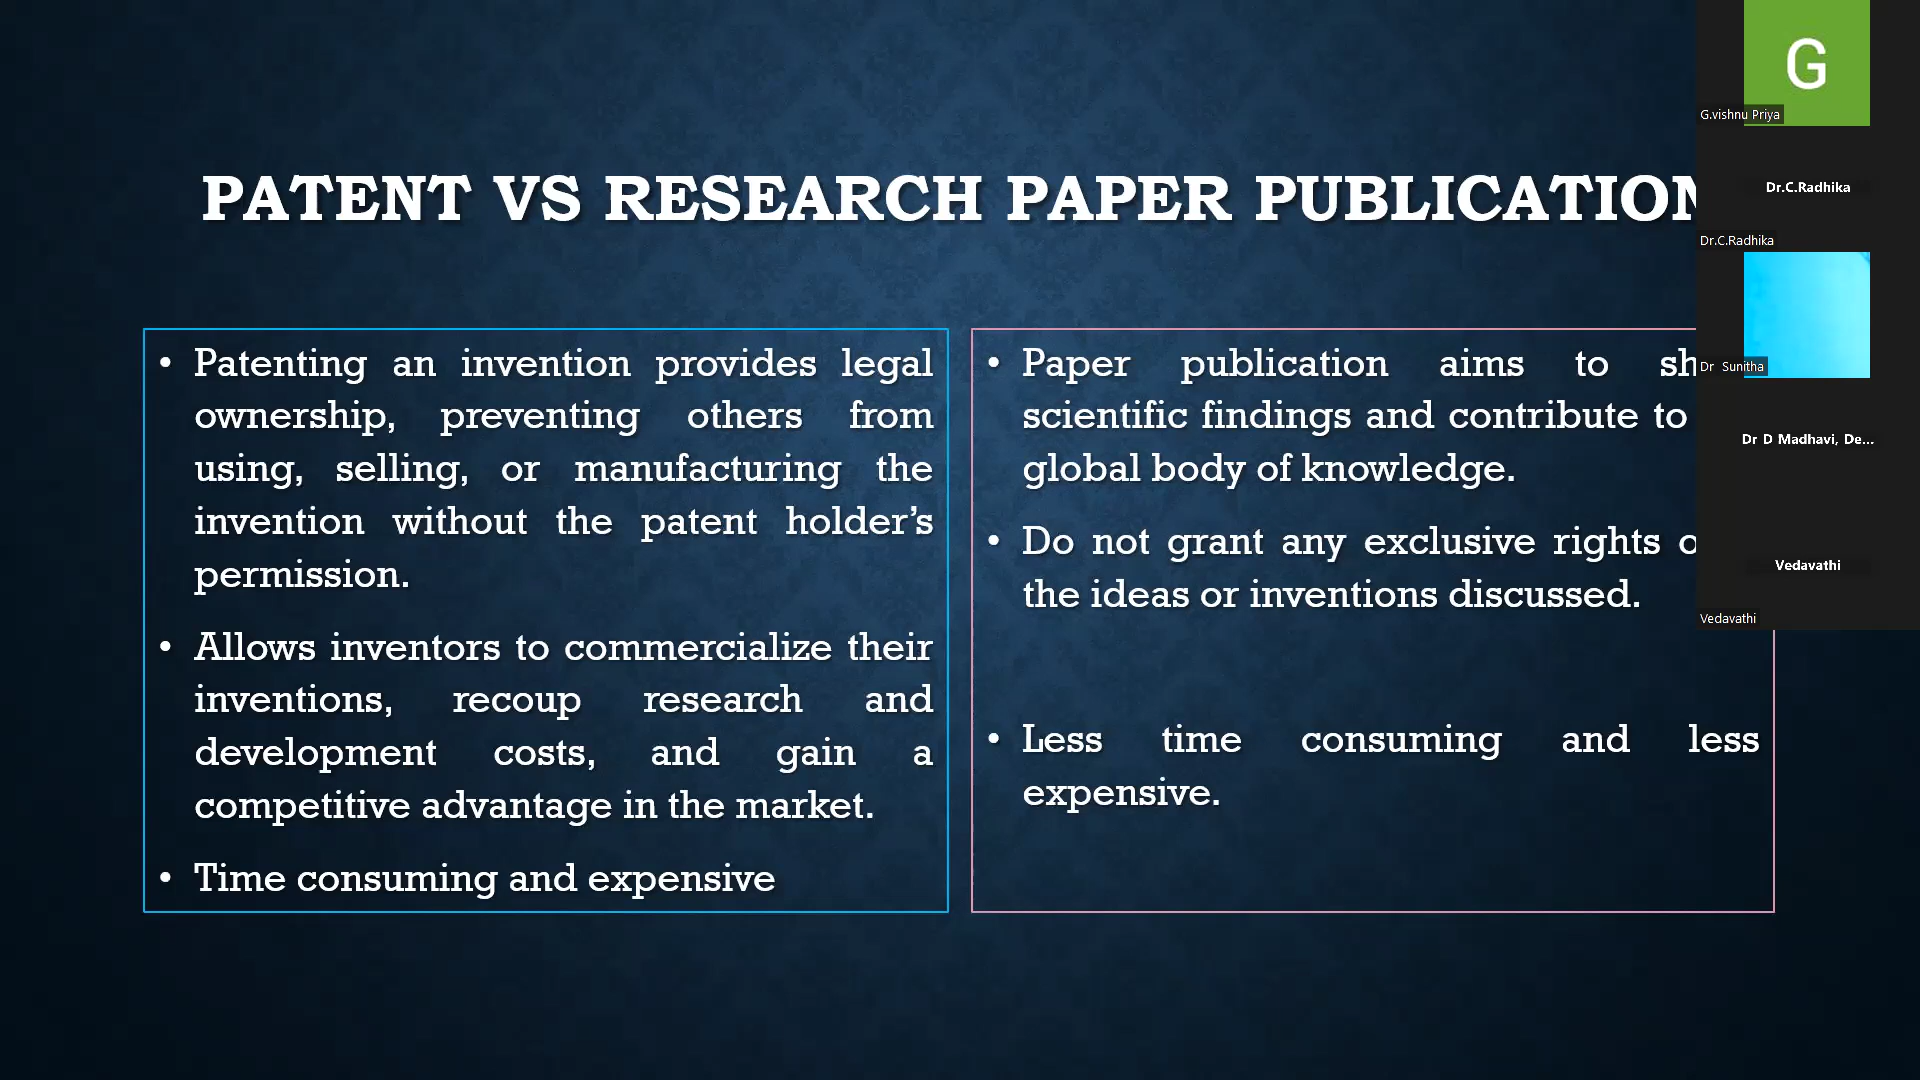 PATENT VS RESEARCH PAPER PUBLICATION
• Patenting an invention provides legal
ownership, preventing others from
using, selling, or manufacturing the
invention without the patent holder’s
permission.
• Allows inventors to commercialize their
inventions, recoup research and
development costs, and gain a
competitive advantage in the market.
• Time consuming and expensive
• Paper publication aims to
scientific findings and contribute to
global body of knowledge.
• Do not grant any exclusive rights
the ideas or inventions discussed.
• Less time consuming and less
expensive.
G
G.vishnu Priya
Dr.C.Radhika
Dr.C.Radhika
Dr Sunitha
Dr D Madhavi, De...
Vedavathi
Vedavathi